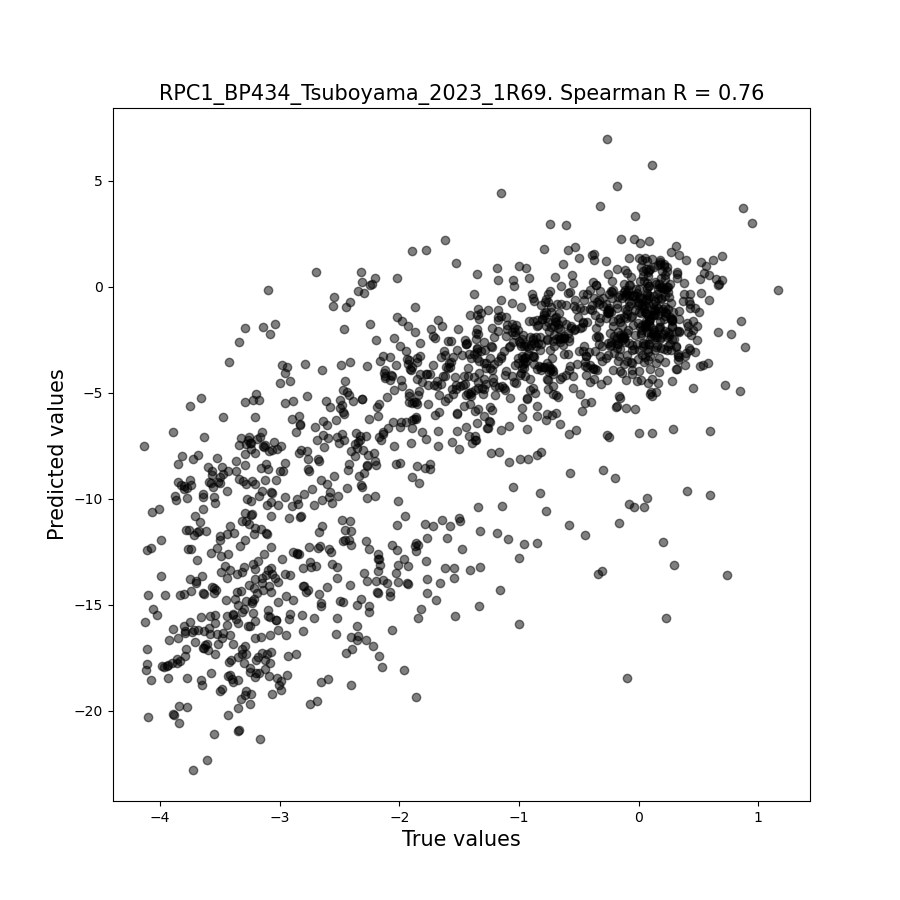 RPC1_BP434_Tsuboyama_2023_1R69. Spearman R = 0.76
5
0
−5
−10
−15
−20
Predicted values
−4 −3 −2 −1 0 1
True values